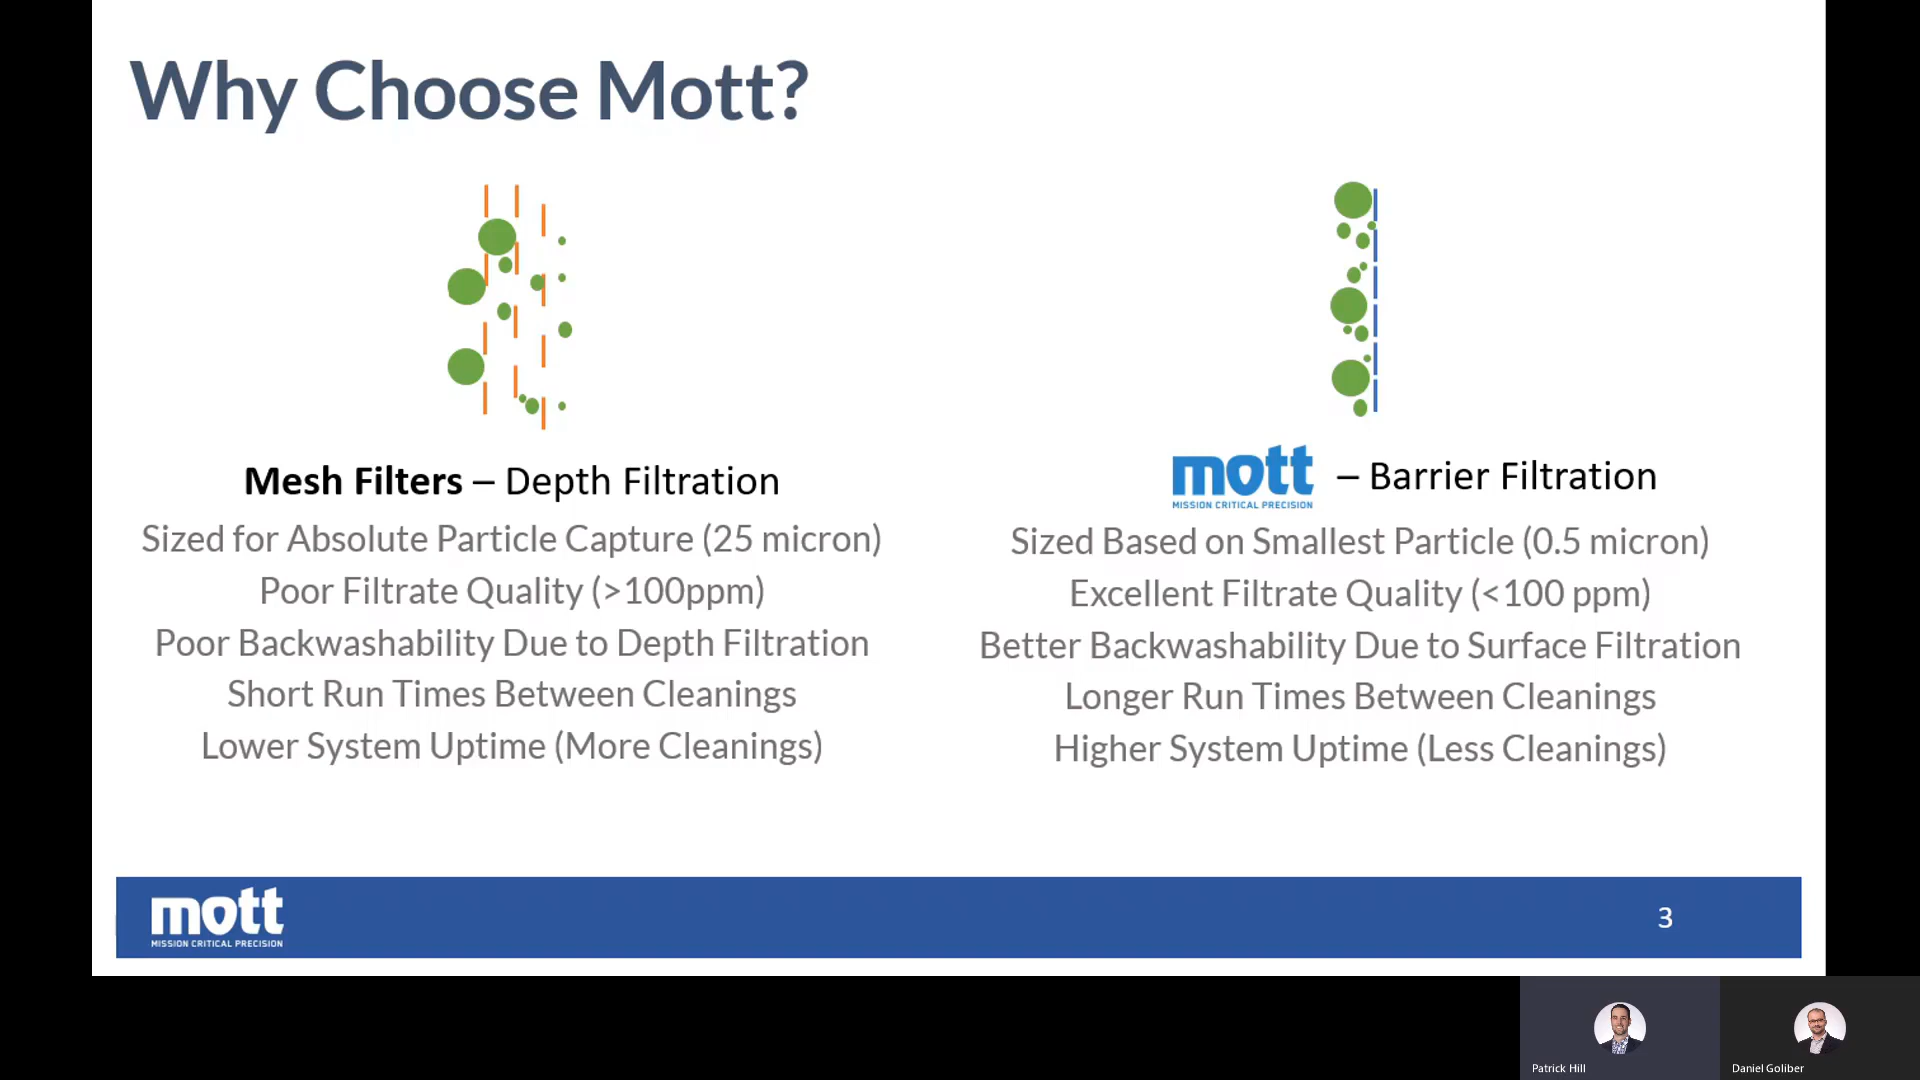 Why Choose Mott?
Mesh Filters – Depth Filtration
Sized for Absolute Particle Capture (25 micron)
Poor Filtrate Quality (>100ppm)
Poor Backwashability Due to Depth Filtration
Short Run Times Between Cleanings
Lower System Uptime (More Cleanings)
mott – Barrier Filtration
MISSION CRITICAL PRECISION
Sized Based on Smallest Particle (0.5 micron)
Excellent Filtrate Quality (<100 ppm)
Better Backwashability Due to Surface Filtration
Longer Run Times Between Cleanings
Higher System Uptime (Less Cleanings)
mott
MISSION CRITICAL PRECISION
3
Patrick Hill
Daniel Goliber